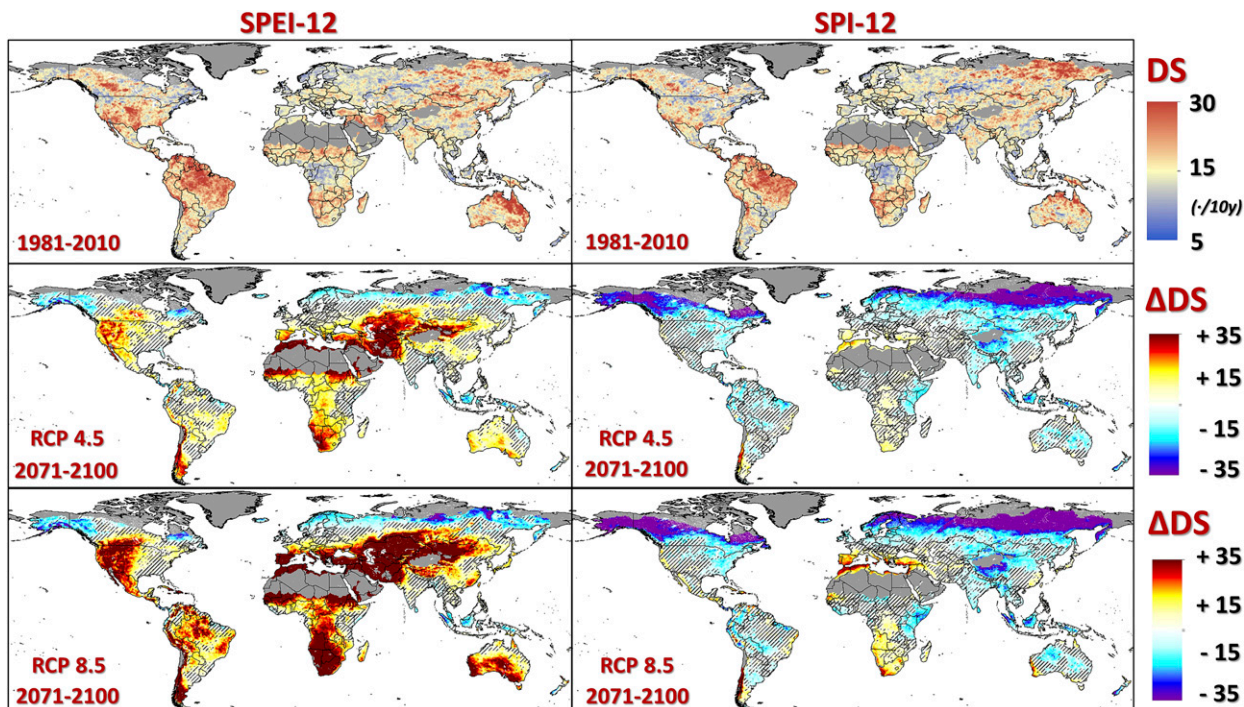 SPEI-12
SPI-12
1981-2010
1981-2010
DS
30
15
(-/10y)
5
RCP 4.5
2071-2100
RCP 4.5
2071-2100
ΔDS
+ 35
+ 15
- 15
- 35
RCP 8.5
2071-2100
RCP 8.5
2071-2100
ΔDS
+ 35
+ 15
- 15
- 35